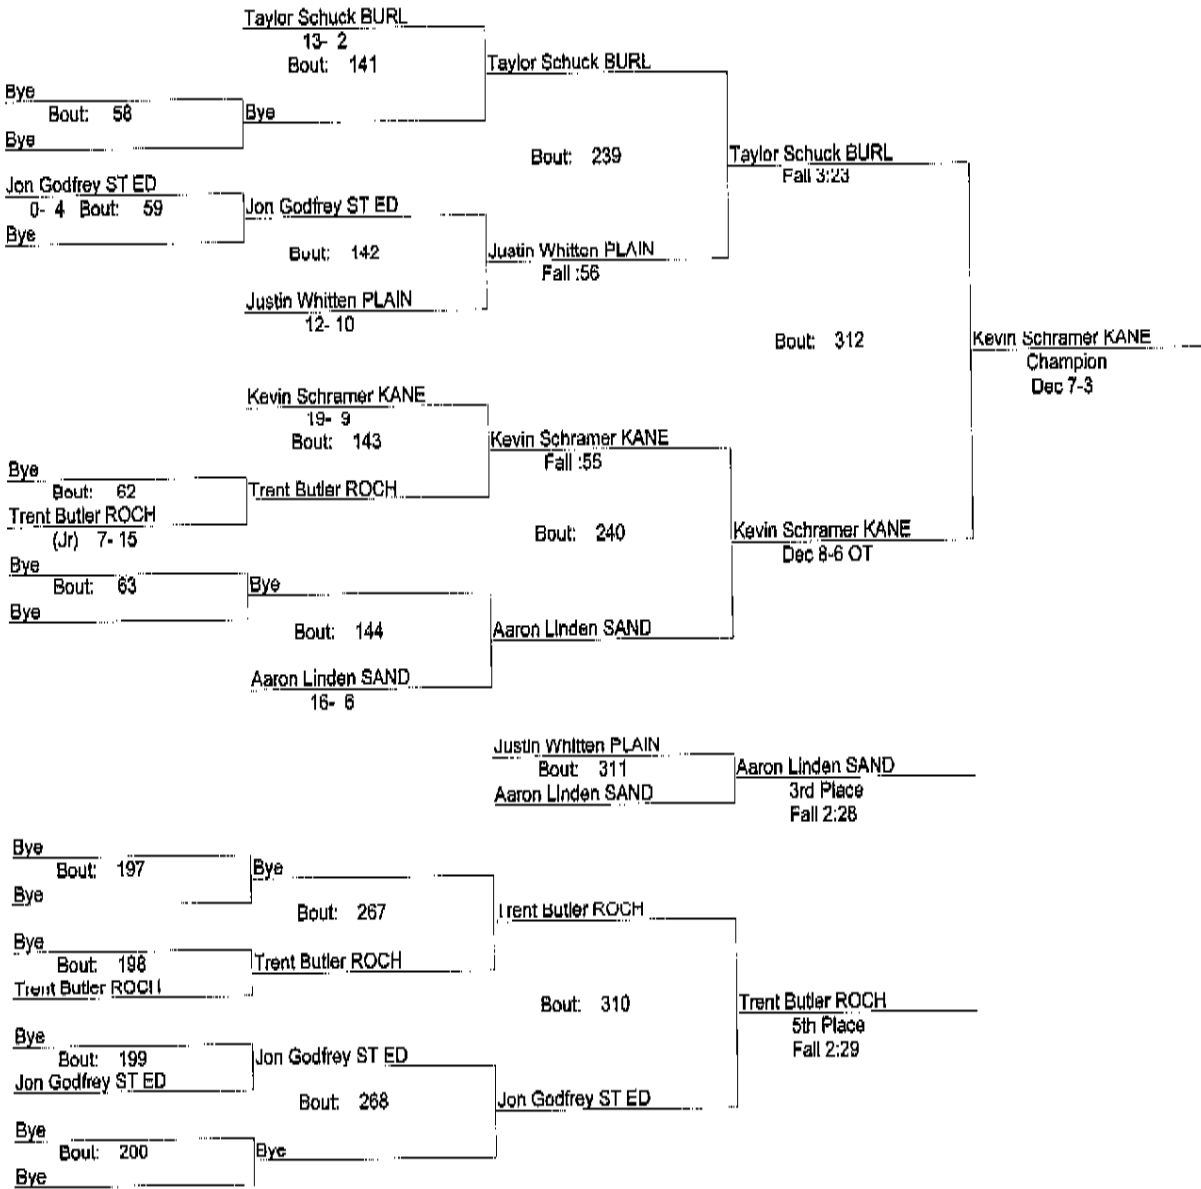 Taylor Schuck BURL
13- 2
Bout: 141
Taylor Schuck BURL
Bye
Bout: 58
Bye
Bye
Bout: 239
Taylor Schuck BURL
Fall 3:23
Jon Godfrey ST ED
0- 4 Bout: 59
Jon Godfrey ST ED
Bye
Bout: 142
Justin Whitten PLAIN
Fall :56
Justin Whitten PLAIN
12- 10
Bout: 312
Kevin Schramer KANE
Champion
Dec 7-3
Kevin Schramer KANE
19- 9
Bout: 143
Kevin Schramer KANE
Fall :56
Bye
Bout: 62
Trent Butler ROCH
Trent Butler ROCH
(Jr) 7- 15
Bout: 240
Kevin Schramer KANE
Dec 8-6 OT
Bye
Bout: 63
Bye
Bye
Bout: 144
Aaron Linden SAND
Aaron Linden SAND
16- 6
Justin Whitten PLAIN
Bout: 311
Aaron Linden SAND
Aaron Linden SAND
3rd Place
Fall 2:28
Bye
Bout: 197
Bye
Bye
Bout: 267
Trent Butler ROCH
Bye
Bout: 198
Trent Butler ROCH
Trent Butler ROCH
Bout: 310
Trent Butler ROCH
5th Place
Fall 2:29
Bye
Bout: 199
Jon Godfrey ST ED
Jon Godfrey ST ED
Bout: 268
Jon Godfrey ST ED
Bye
Bout: 200
Bye
Bye